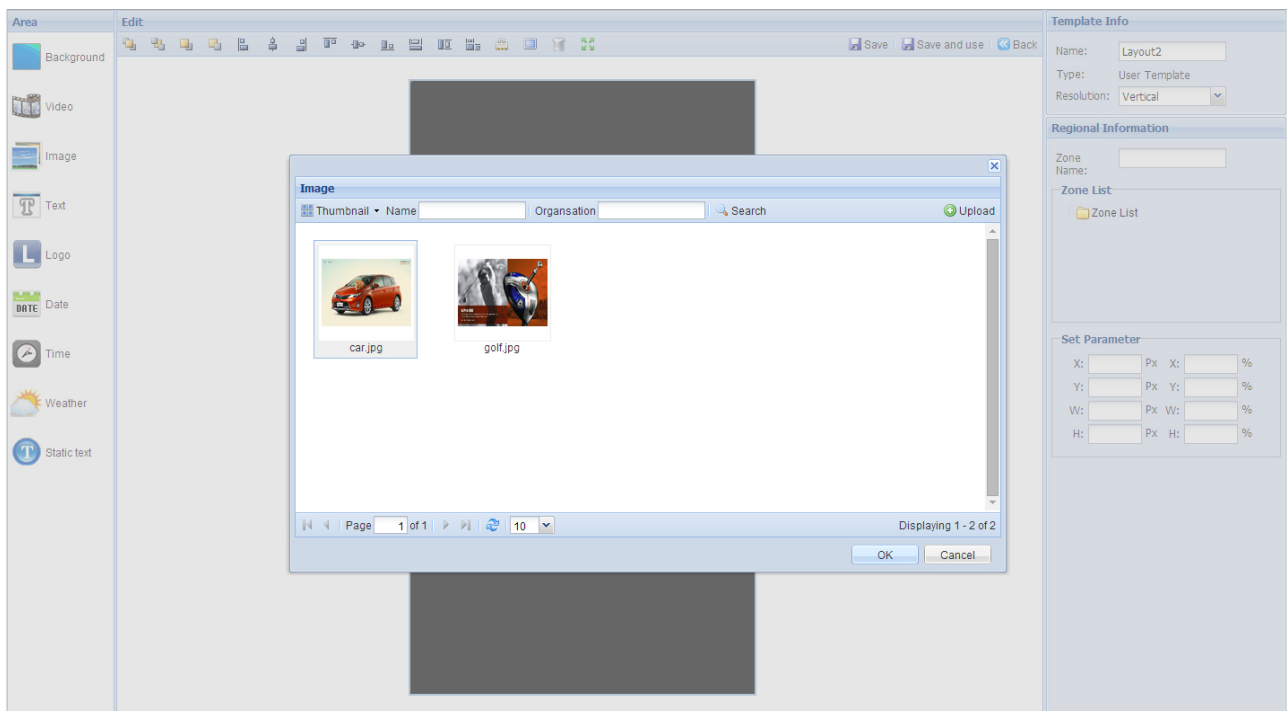 Area
Edit
Template Info
Background
Video
Image
Text
Logo
DATE Date
Time
Weather
Static text
Save Save and use Back
Name: Layout2
Type: User Template
Resolution: Vertical
Regional Information
Zone
Name:
Zone List
Zone List
Set Parameter
X: Px X: %
Y: Px Y: %
W: Px W: %
H: Px H: %
Image
Thumbnail Name Organsation Search Upload
car.jpg golf.jpg
Page 1 of 1 10 Displaying 1 - 2 of 2
OK Cancel